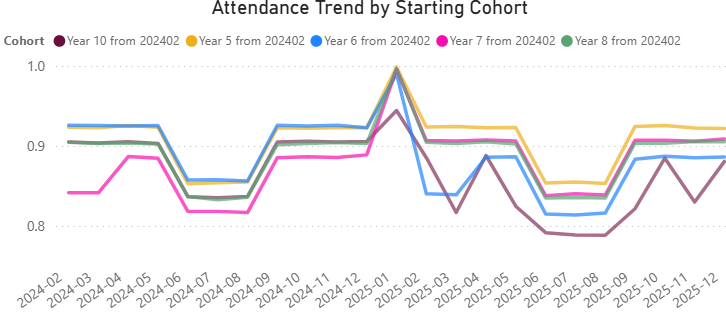 Attendance Trend by Starting Cohort
Cohort Year 10 from 202402 Year 5 from 202402 Year 6 from 202402 Year 7 from 202402 Year 8 from 202402
1.0
0.9
0.8
2024-02 2024-03 2024-04 2024-05 2024-06 2024-07 2024-08 2024-09 2024-10 2024-11 2024-12 2025-01 2025-02 2025-03 2025-04 2025-05 2025-06 2025-07 2025-08 2025-09 2025-10 2025-11 2025-12